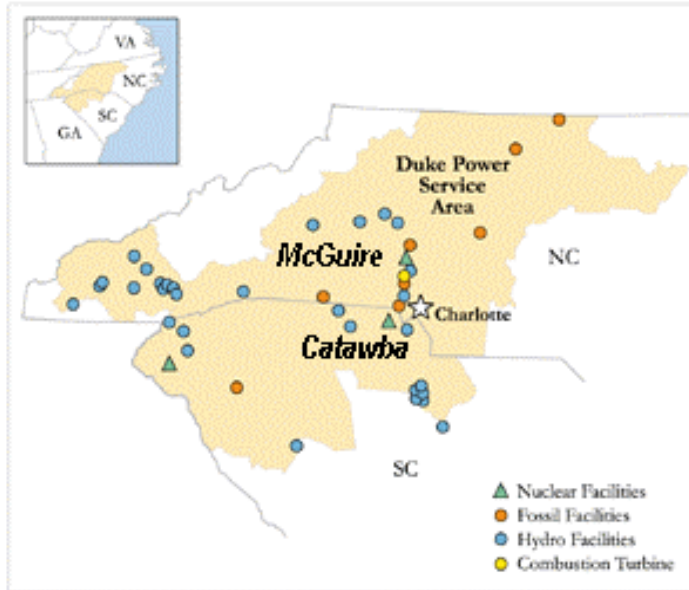 VA
NC
SC
GA
Duke Power
Service
Area
McGuire
NC
Charlotte
Catawba
SC
Nuclear Facilities
Fossil Facilities
Hydro Facilities
Combustion Turbine